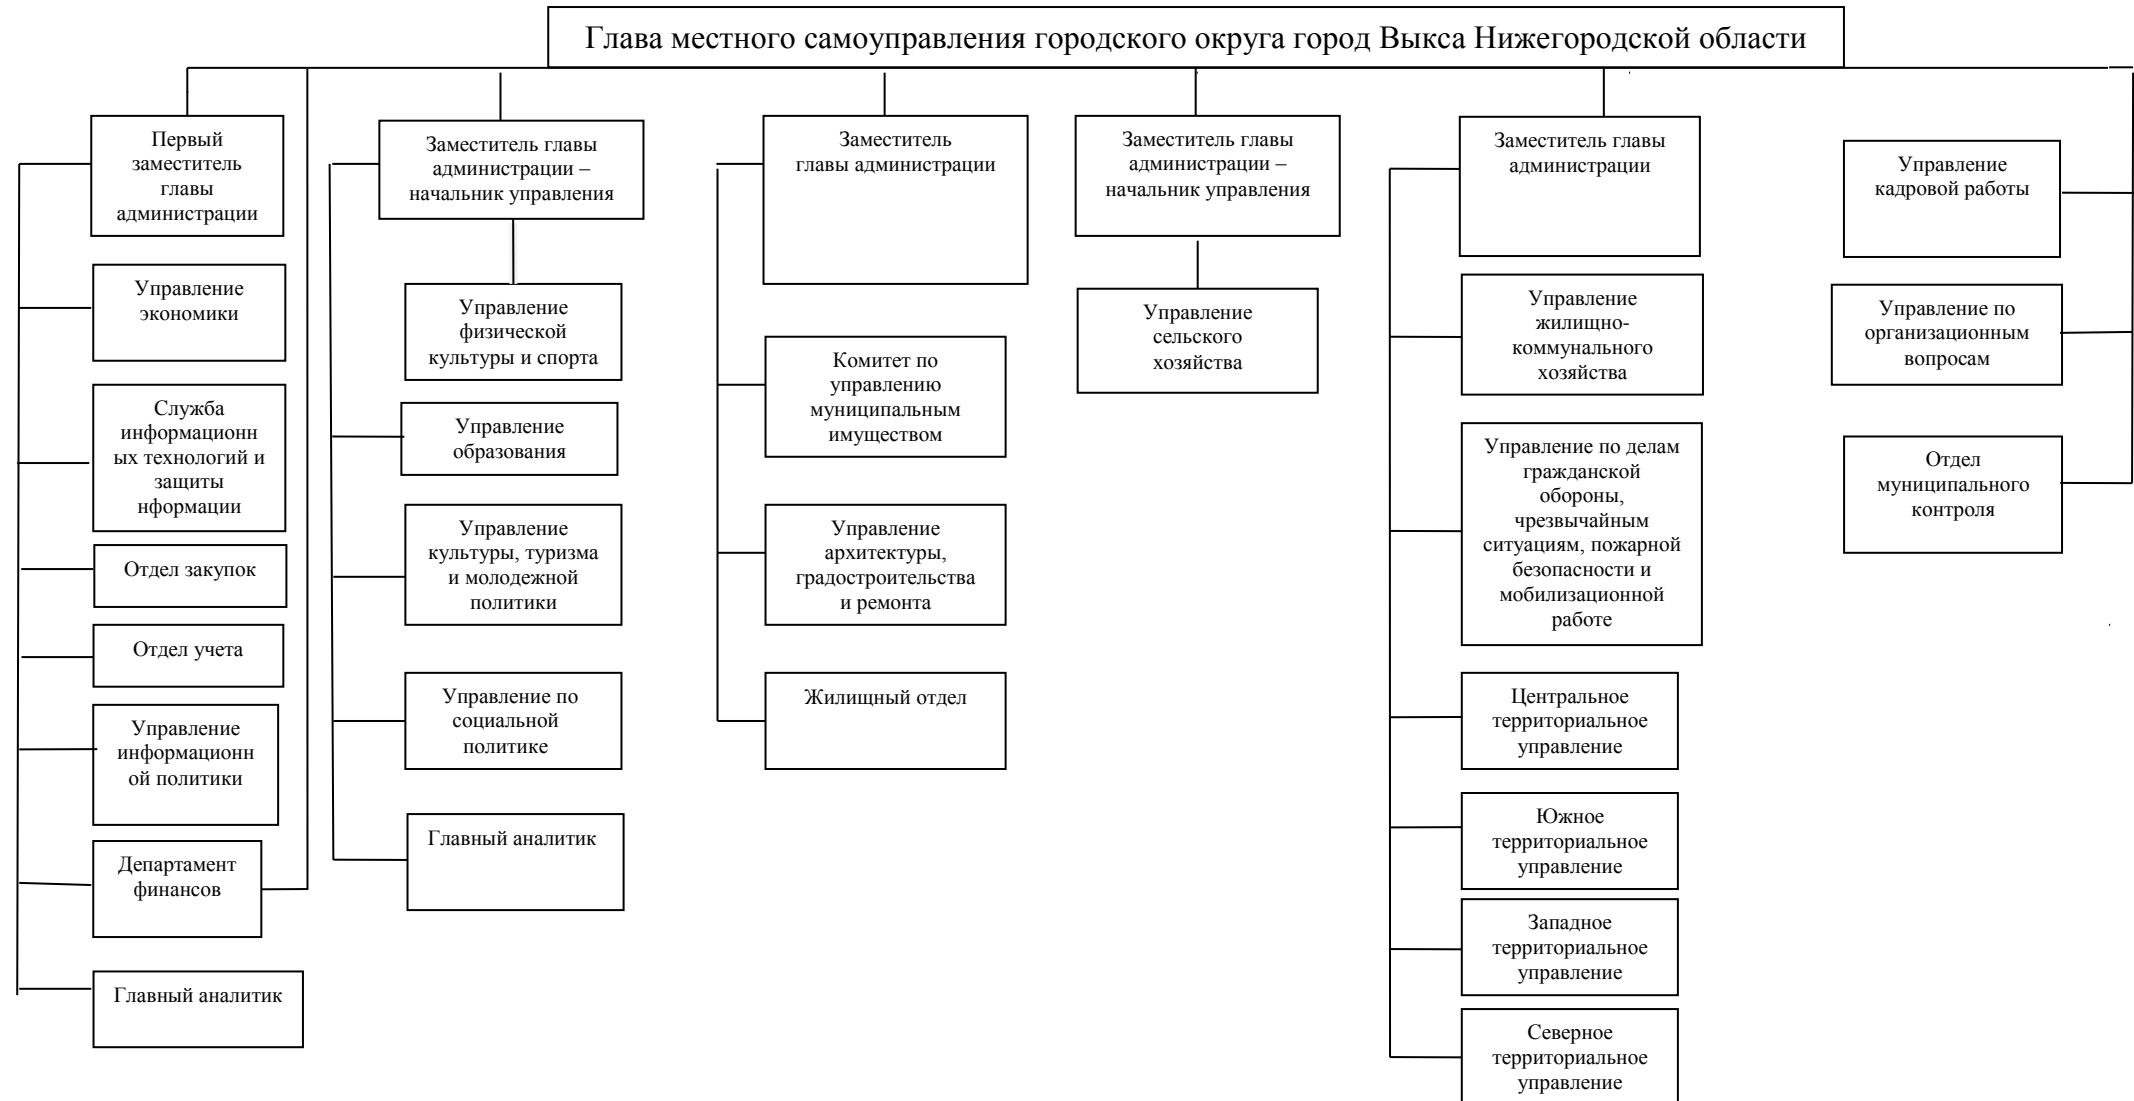 Глава местного самоуправления городского округа город Выкса Нижегородской области
Первый
заместитель
главы
администрации
Управление
экономики
Служба
информационн
ых технологий и
защиты
нформации
Отдел закупок
Отдел учета
Управление
информационн
ой политики
Департамент
финансов
Главный аналитик
Заместитель главы
администрации –
начальник управления
Управление
физической
культуры и спорта
Управление
образования
Управление
культуры, туризма
и молодежной
политики
Управление по
социальной
политике
Главный аналитик
Заместитель
главы администрации
Комитет по
управлению
муниципальным
имуществом
Управление
архитектуры,
градостроительства
и ремонта
Жилищный отдел
Заместитель главы
администрации –
начальник управления
Управление
сельского
хозяйства
Заместитель главы
администрации
Управление
жилищно-
коммунального
хозяйства
Управление по делам
гражданской
обороны,
чрезвычайным
ситуациям, пожарной
безопасности и
мобилизационной
работе
Центральное
территориальное
управление
Южное
территориальное
управление
Западное
территориальное
управление
Северное
территориальное
управление
Управление
кадровой работы
Управление по
организационным
вопросам
Отдел
муниципального
контроля